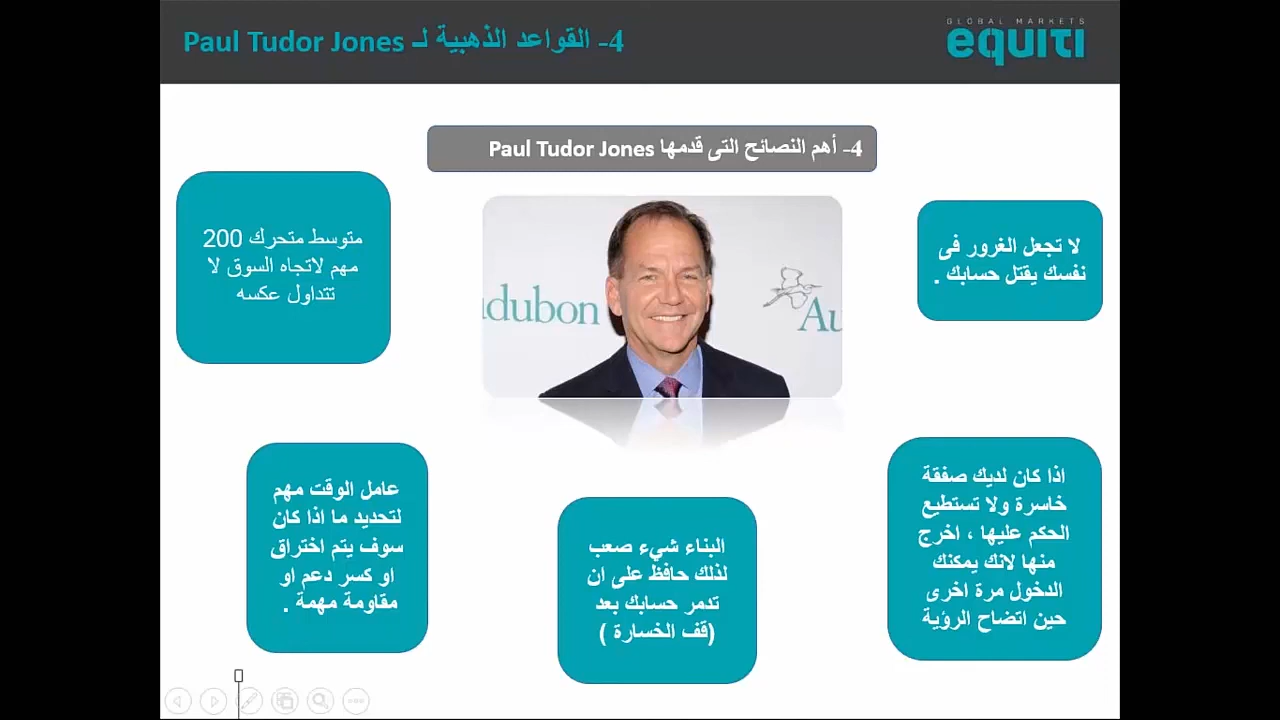 4- القواعد الذهبية لـ Paul Tudor Jones
GLOBAL MARKETS
equiti
4- أهم النصائح التى قدمها Paul Tudor Jones
لا تجعل الغرور فى
نفسك يقتل حسابك .
متوسط متحرك 200
مهم لاتجاه السوق لا
تتداول عكسه
dubon
Au
اذا كان لديك صفقة
خاسرة ولا تستطيع
الحكم عليها ، اخرج
منها لانك يمكنك
الدخول مرة اخرى
حين اتضاح الرؤية
البناء شيء صعب
لذلك حافظ على ان
تدمر حسابك بعد
(قف الخسارة )
عامل الوقت مهم
لتحديد ما اذا كان
سوف يتم اختراق
او كسر دعم او
مقاومة مهمة .